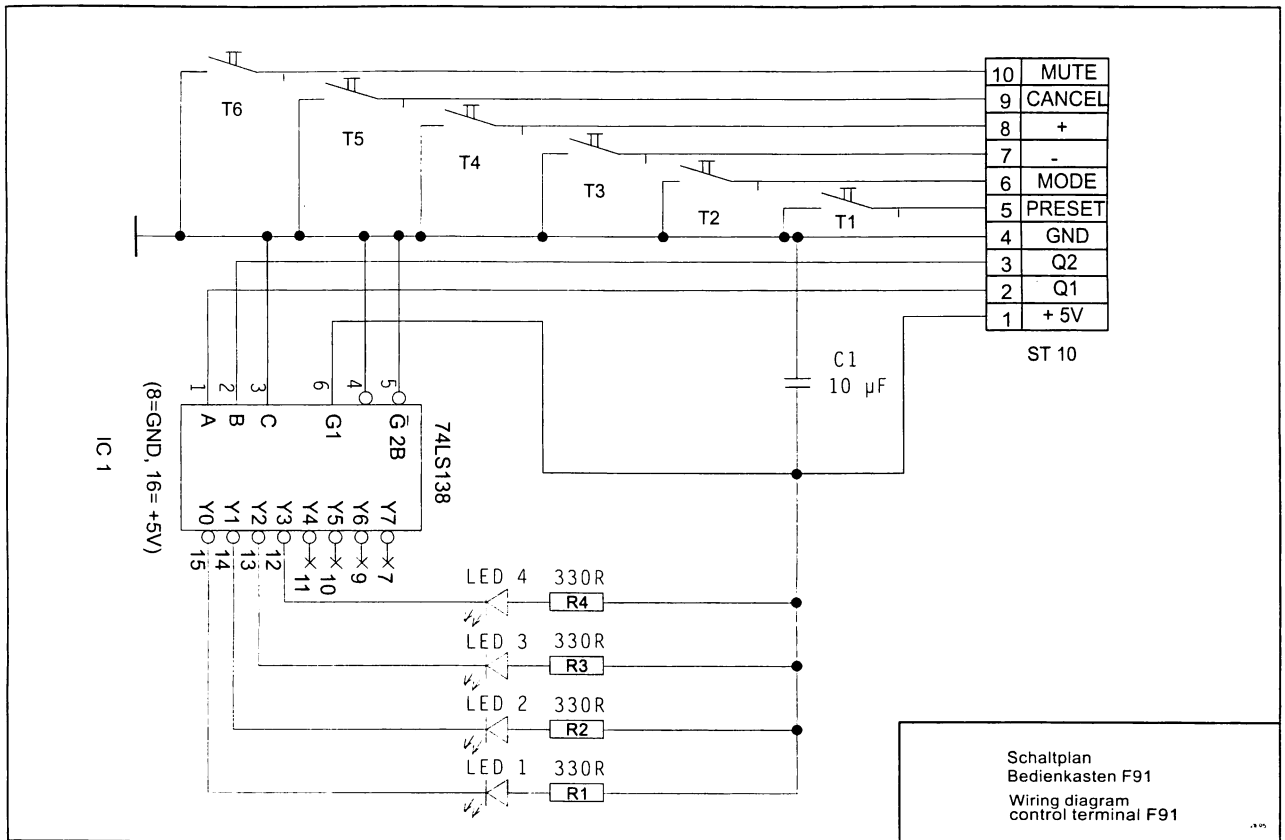 10 MUTE
9 CANCEL
8 +
7 -
6 MODE
5 PRESET
4 GND
3 Q2
2 Q1
1 + 5V
ST 10
T6
T5
T4
T3
T2
T1
C1
10 µF
1 2 3 6 4 5
A B C G1 G̅ 2B
74LS138
(8=GND, 16= +5V)
IC 1
Y0 Y1 Y2 Y3 Y4 Y5 Y6 Y7
15 14 13 12 11 10 9 7
LED 4 330R
R4
LED 3 330R
R3
LED 2 330R
R2
LED 1 330R
R1
Schaltplan
Bedienkasten F91
Wiring diagram
control terminal F91